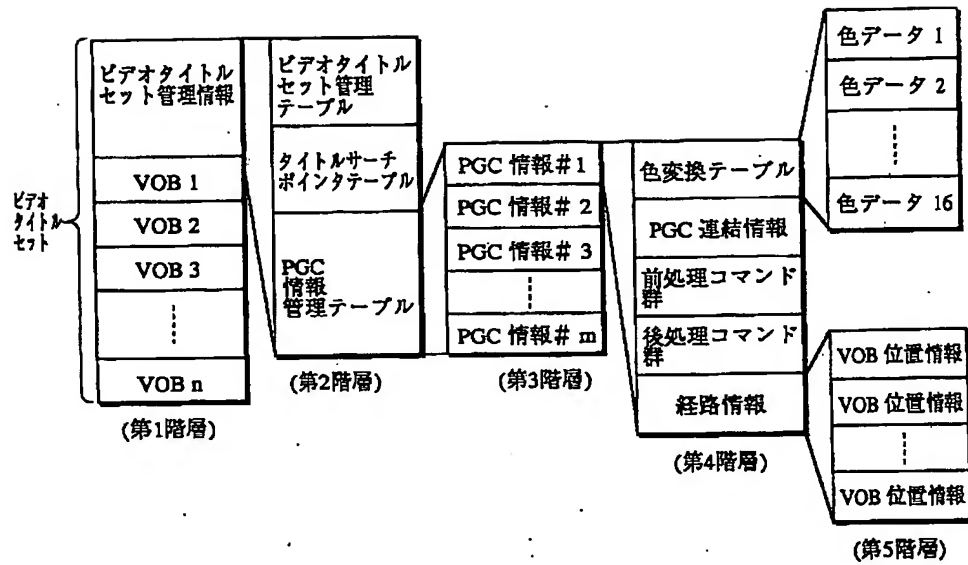 ビデオ
タイトル
セット
ビデオタイトル
セット管理情報
VOB 1
VOB 2
VOB 3
VOB n
(第1階層)
ビデオタイトル
セット管理
テーブル
タイトルサーチ
ポインタテーブル
PGC
情報
管理テーブル
(第2階層)
PGC 情報# 1
PGC 情報# 2
PGC 情報# 3
PGC 情報# m
(第3階層)
色変換テーブル
PGC 連結情報
前処理コマンド
群
後処理コマンド
群
経路情報
(第4階層)
色データ 1
色データ 2
色データ 16
VOB 位置情報
VOB 位置情報
VOB 位置情報
(第5階層)